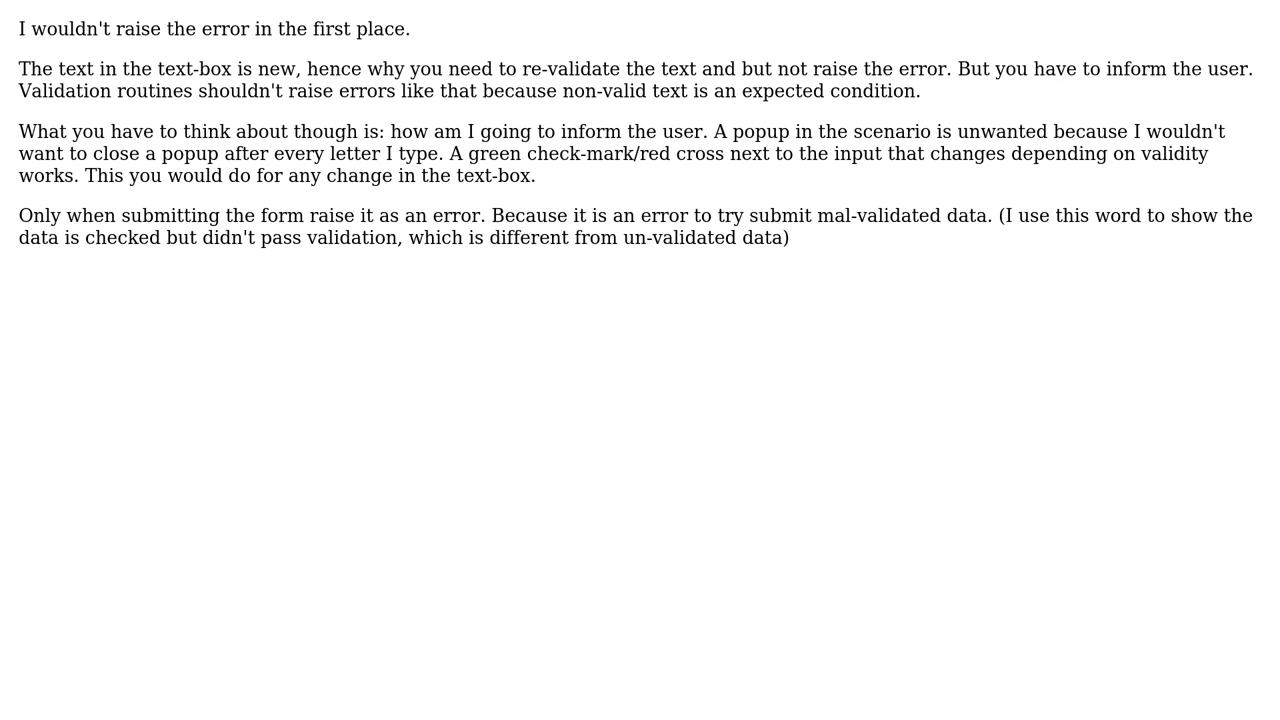 I wouldn't raise the error in the first place.
The text in the text-box is new, hence why you need to re-validate the text and but not raise the error. But you have to inform the user.
Validation routines shouldn't raise errors like that because non-valid text is an expected condition.
What you have to think about though is: how am I going to inform the user. A popup in the scenario is unwanted because I wouldn't
want to close a popup after every letter I type. A green check-mark/red cross next to the input that changes depending on validity
works. This you would do for any change in the text-box.
Only when submitting the form raise it as an error. Because it is an error to try submit mal-validated data. (I use this word to show the
data is checked but didn't pass validation, which is different from un-validated data)